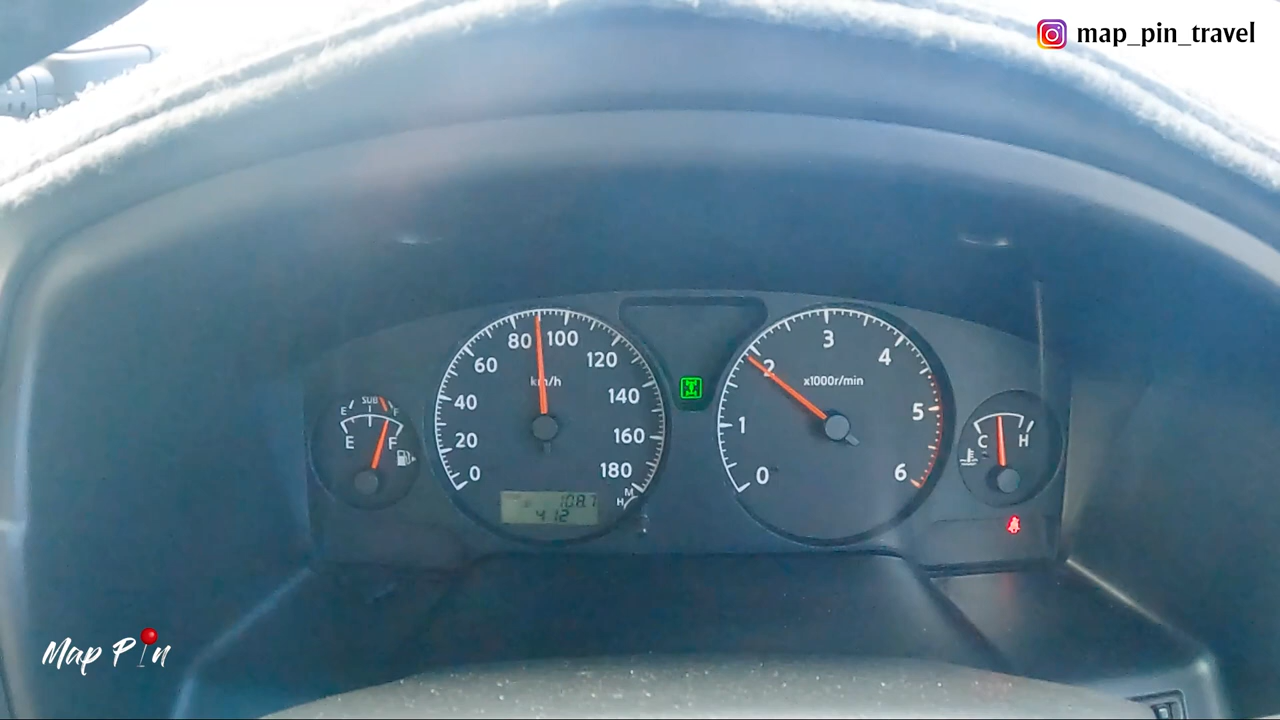 map_pin_travel
SUB
E F
E F
0 20 40 60 80 100 120 140 160 180
km/h
108.7
412
M
H
0 1 2 3 4 5 6
x1000r/min
C H
Map Pin